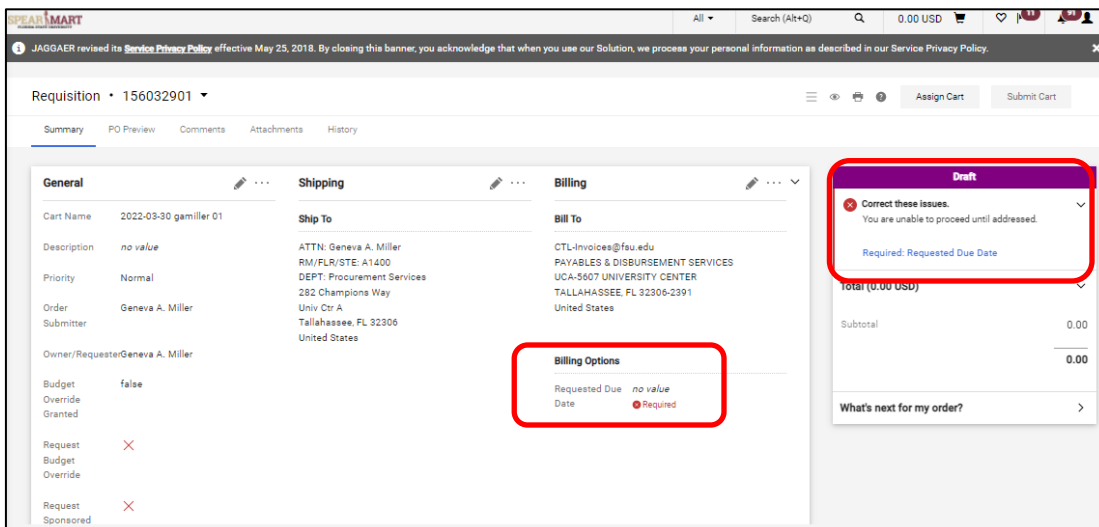 SPEAR MART
FLORIDA STATE UNIVERSITY
All Search (Alt+Q) 0.00 USD 11 91
JAGGAER revised its Service Privacy Policy effective May 25, 2018. By closing this banner, you acknowledge that when you use our Solution, we process your personal information as described in our Service Privacy Policy.
Requisition • 156032901
Assign Cart Submit Cart
Summary PO Preview Comments Attachments History
General
Cart Name 2022-03-30 gamiller 01
Description no value
Priority Normal
Order Submitter Geneva A. Miller
Owner/Requester Geneva A. Miller
Budget Override Granted false
Request Budget Override
Request Sponsored
Shipping
Ship To
ATTN: Geneva A. Miller
RM/FLR/STE: A1400
DEPT: Procurement Services
282 Champions Way
Univ Ctr A
Tallahassee, FL 32306
United States
Billing
Bill To
CTL-Invoices@fsu.edu
PAYABLES & DISBURSEMENT SERVICES
UCA-5607 UNIVERSITY CENTER
TALLAHASSEE, FL 32306-2391
United States
Billing Options
Requested Due Date no value
Required
Draft
Correct these issues.
You are unable to proceed until addressed.
Required: Requested Due Date
Total (0.00 USD)
Subtotal 0.00
0.00
What's next for my order?